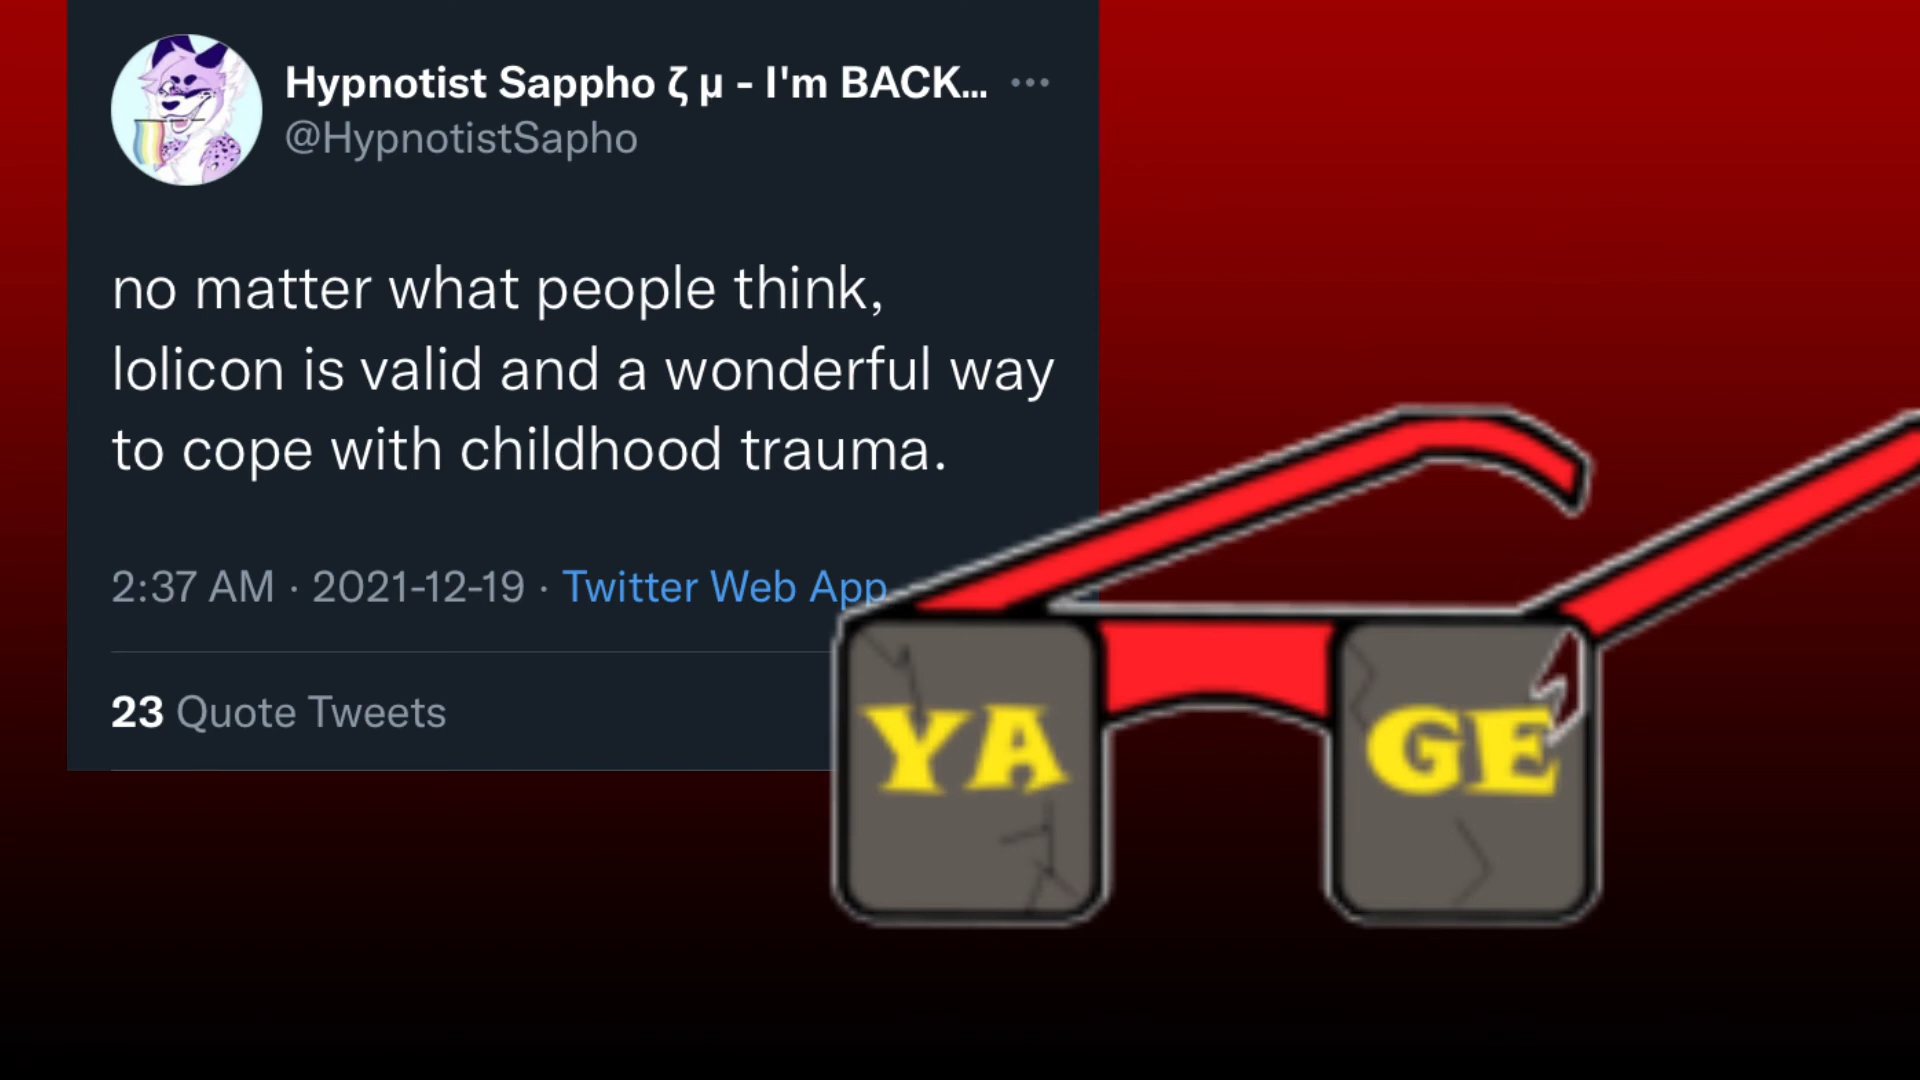 Hypnotist Sappho ζ μ - I'm BACK...
@HypnotistSapho
no matter what people think,
lolicon is valid and a wonderful way
to cope with childhood trauma.
2:37 AM · 2021-12-19 · Twitter Web App
23 Quote Tweets
YA GE